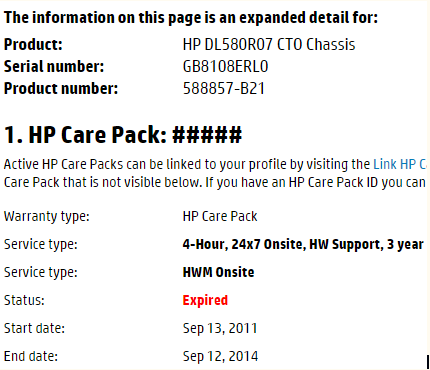 The information on this page is an expanded detail for:
Product: HP DL580R07 CTO Chassis
Serial number: GB8108ERL0
Product number: 588857-B21
1. HP Care Pack: #####
Active HP Care Packs can be linked to your profile by visiting the Link HP C
Care Pack that is not visible below. If you have an HP Care Pack ID you can
Warranty type: HP Care Pack
Service type: 4-Hour, 24x7 Onsite, HW Support, 3 year
Service type: HWM Onsite
Status: Expired
Start date: Sep 13, 2011
End date: Sep 12, 2014